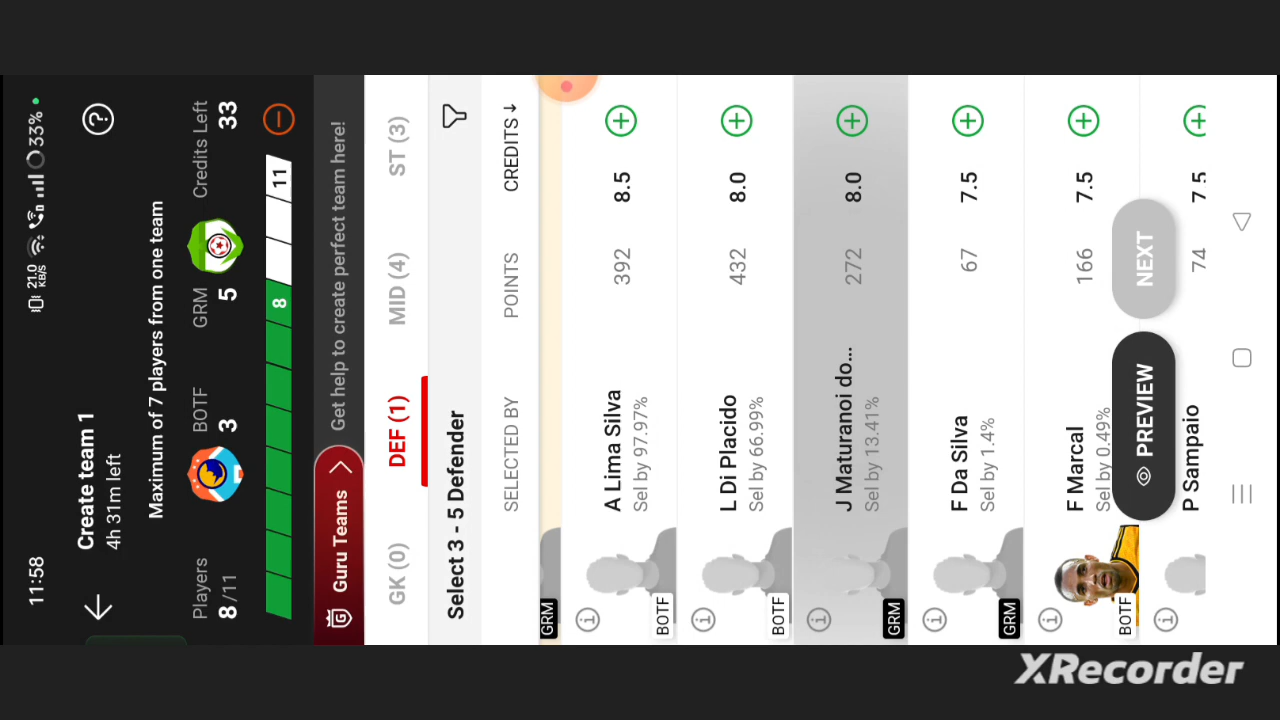 11:58
21.0 KB/S
33%
Create team 1
4h 31m left
Maximum of 7 players from one team
Players
BOTF
GRM
Credits Left
8 /11
3
5
33
8
11
Guru Teams
Get help to create perfect team here!
GK (0)
DEF (1)
MID (4)
ST (3)
Select 3 - 5 Defender
SELECTED BY
POINTS
CREDITS ↓
GRM
A Lima Silva
Sel by 97.97%
392
8.5
BOTF
L Di Placido
Sel by 66.99%
432
8.0
BOTF
J Maturanoi do...
Sel by 13.41%
272
8.0
GRM
F Da Silva
Sel by 1.4%
67
7.5
GRM
F Marcal
Sel by 0.49%
166
7.5
BOTF
PREVIEW
NEXT
P Sampaio
74
7.5
XRecorder